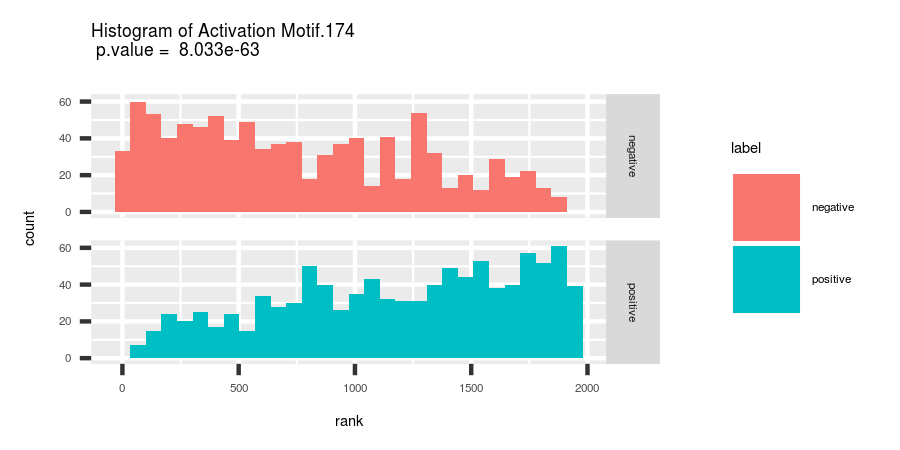 Histogram of Activation Motif.174
p.value = 8.033e-63
count
60
40
20
0
negative
60
40
20
0
positive
0 500 1000 1500 2000
rank
label
negative
positive